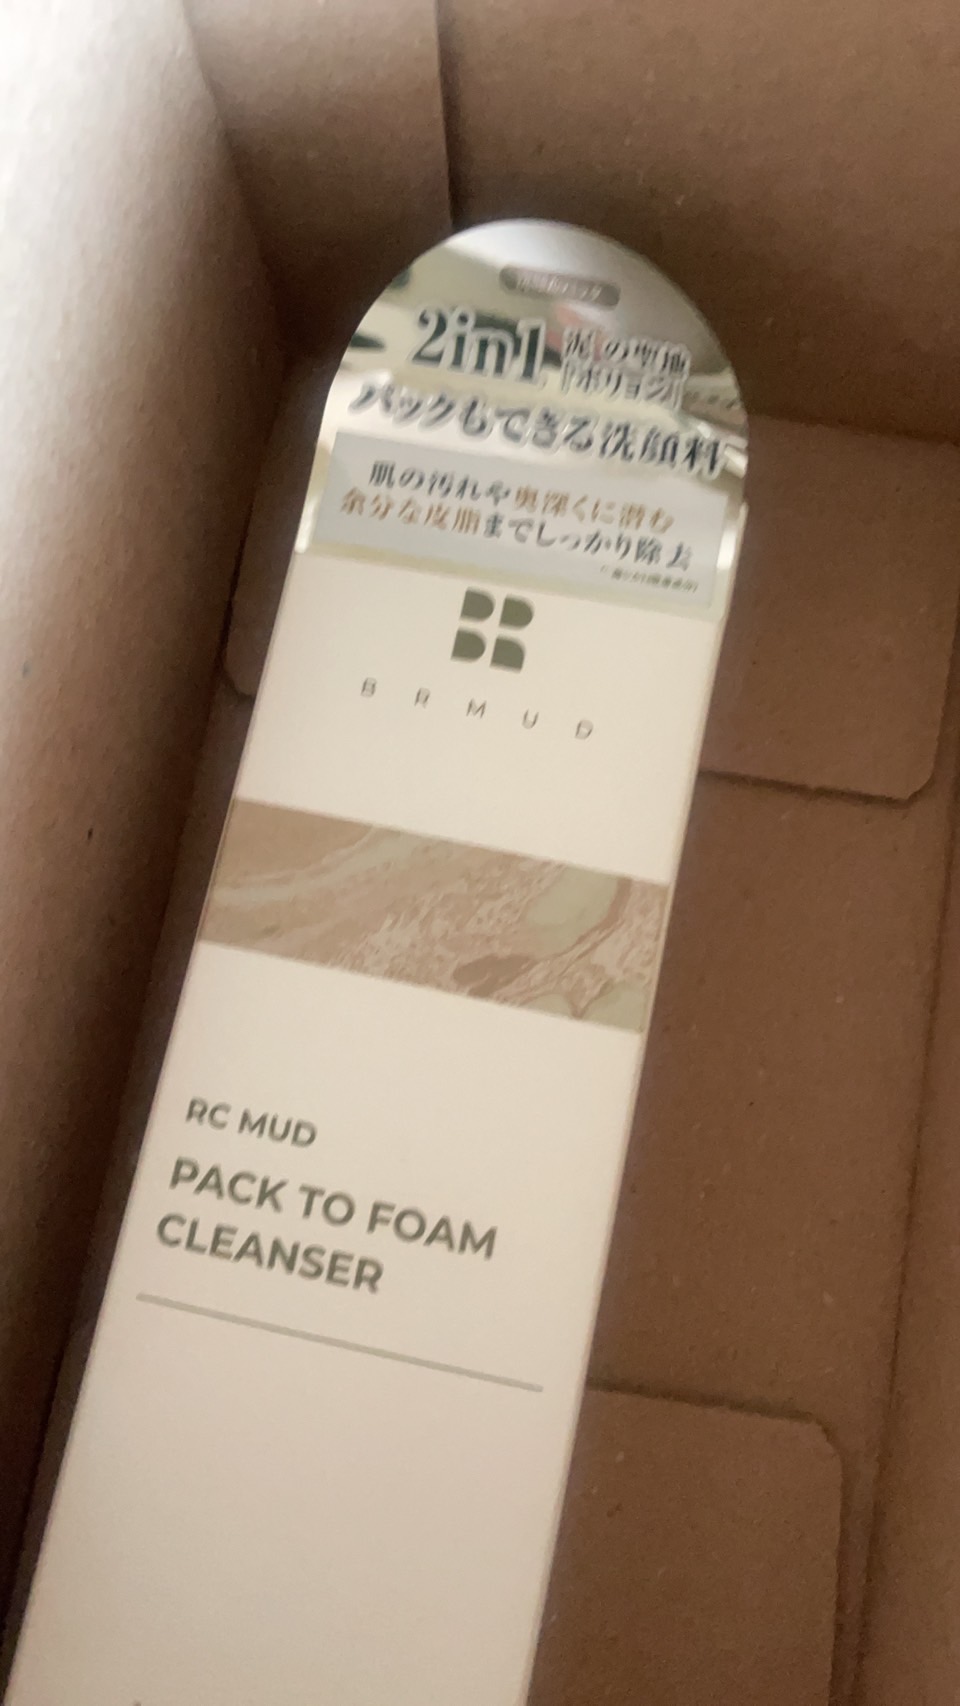 2in1 泥の聖地
『ボリョン』
パックもできる洗顔料
肌の汚れや奥深くに潜む
余分な皮脂までしっかり除去
BRMUD
RC MUD
PACK TO FOAM
CLEANSER